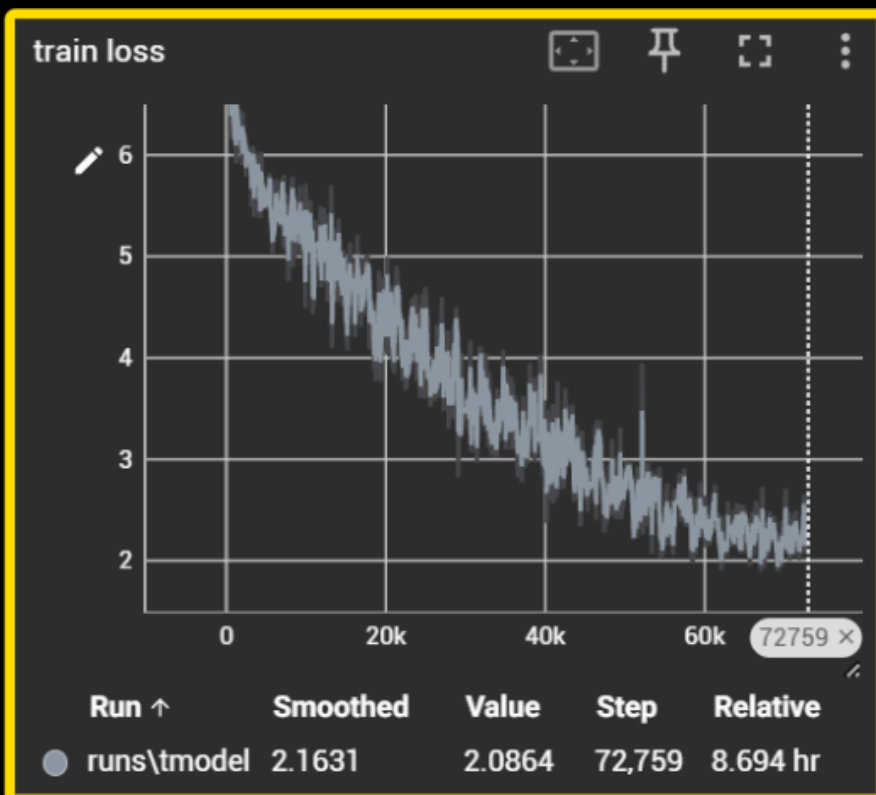 train loss
6
5
4
3
2
0 20k 40k 60k 72759 ×
Run ↑ Smoothed Value Step Relative
runs\tmodel 2.1631 2.0864 72,759 8.694 hr